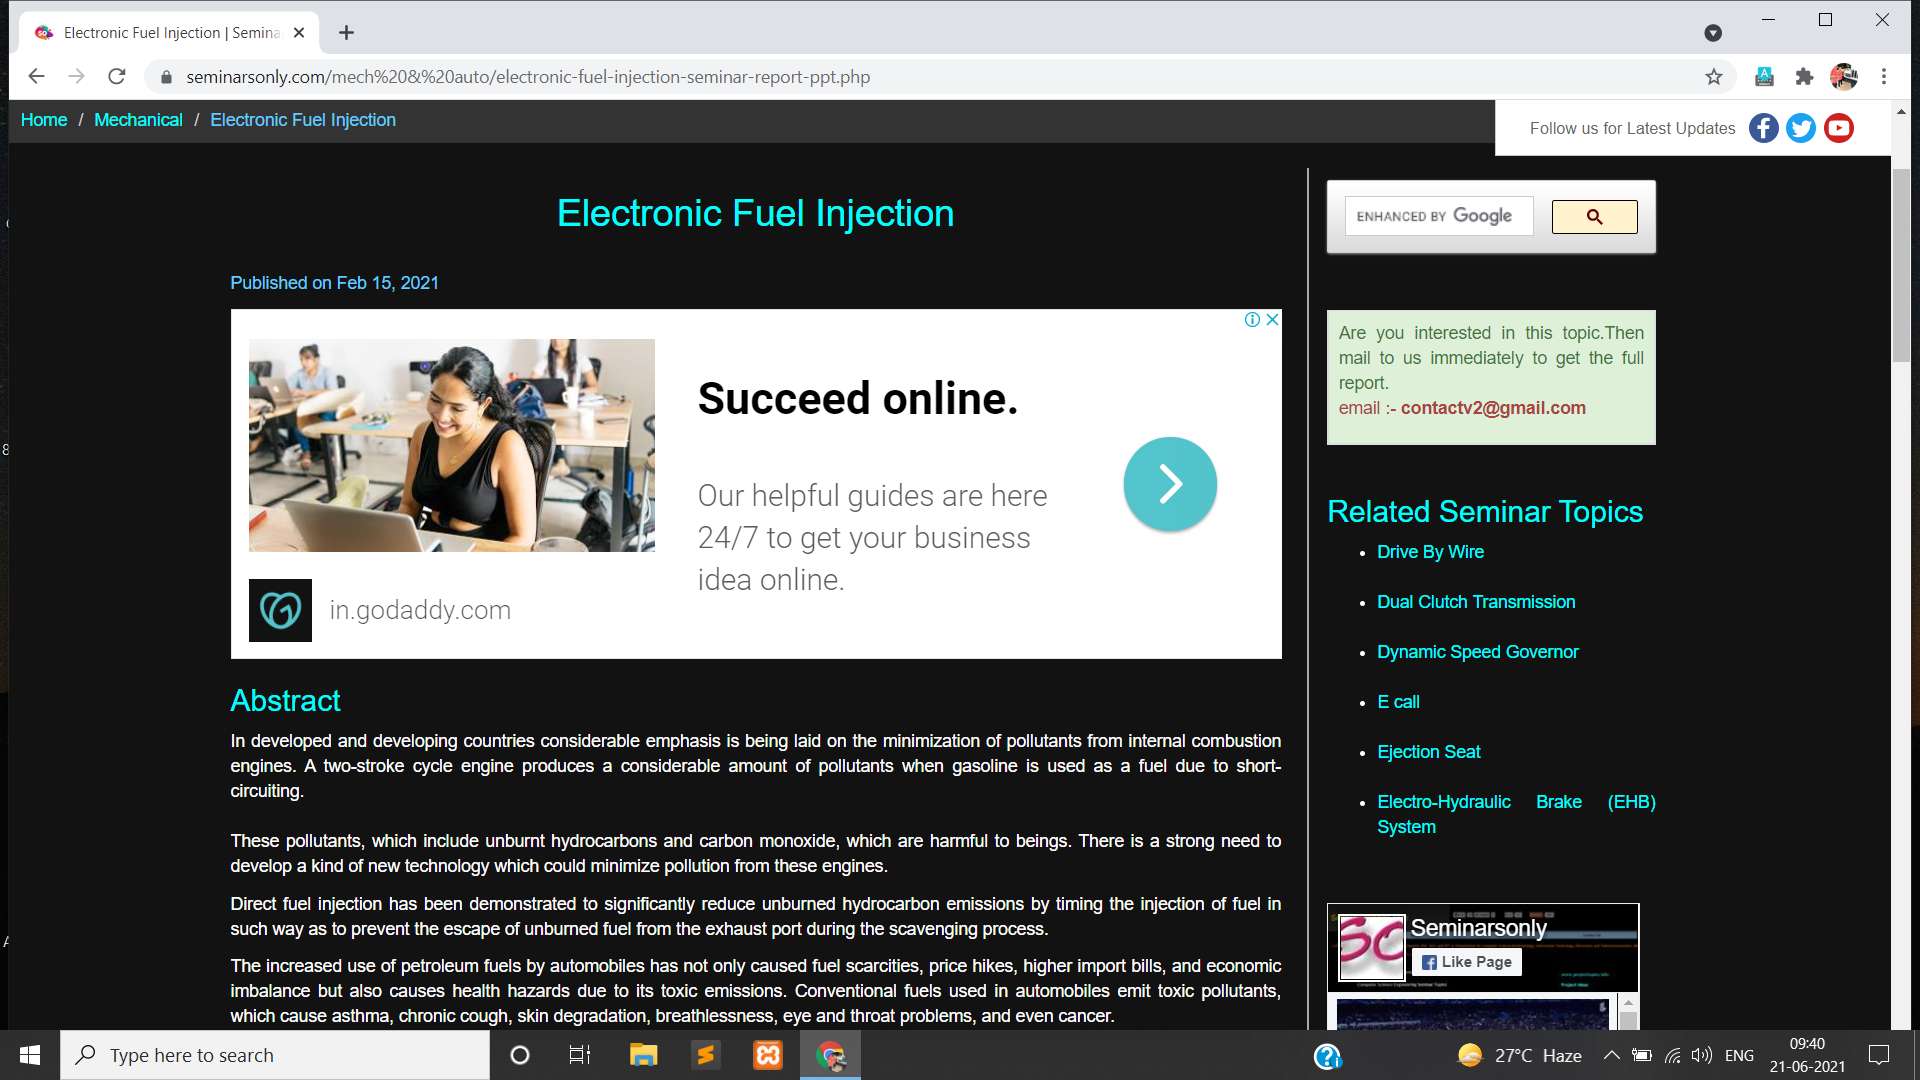 Electronic Fuel Injection | Semina
seminarsonly.com/mech%20&%20auto/electronic-fuel-injection-seminar-report-ppt.php
Home / Mechanical / Electronic Fuel Injection
Follow us for Latest Updates
Electronic Fuel Injection
Published on Feb 15, 2021
Succeed online.
Our helpful guides are here
24/7 to get your business
idea online.
in.godaddy.com
Abstract
In developed and developing countries considerable emphasis is being laid on the minimization of pollutants from internal combustion
engines. A two-stroke cycle engine produces a considerable amount of pollutants when gasoline is used as a fuel due to short-
circuiting.
These pollutants, which include unburnt hydrocarbons and carbon monoxide, which are harmful to beings. There is a strong need to
develop a kind of new technology which could minimize pollution from these engines.
Direct fuel injection has been demonstrated to significantly reduce unburned hydrocarbon emissions by timing the injection of fuel in
such way as to prevent the escape of unburned fuel from the exhaust port during the scavenging process.
The increased use of petroleum fuels by automobiles has not only caused fuel scarcities, price hikes, higher import bills, and economic
imbalance but also causes health hazards due to its toxic emissions. Conventional fuels used in automobiles emit toxic pollutants,
which cause asthma, chronic cough, skin degradation, breathlessness, eye and throat problems, and even cancer.
ENHANCED BY Google
Are you interested in this topic.Then
mail to us immediately to get the full
report.
email :- contactv2@gmail.com
Related Seminar Topics
Drive By Wire
Dual Clutch Transmission
Dynamic Speed Governor
E call
Ejection Seat
Electro-Hydraulic Brake (EHB)
System
SC
Seminarsonly
Like Page
Type here to search
27°C Haze
ENG
09:40
21-06-2021